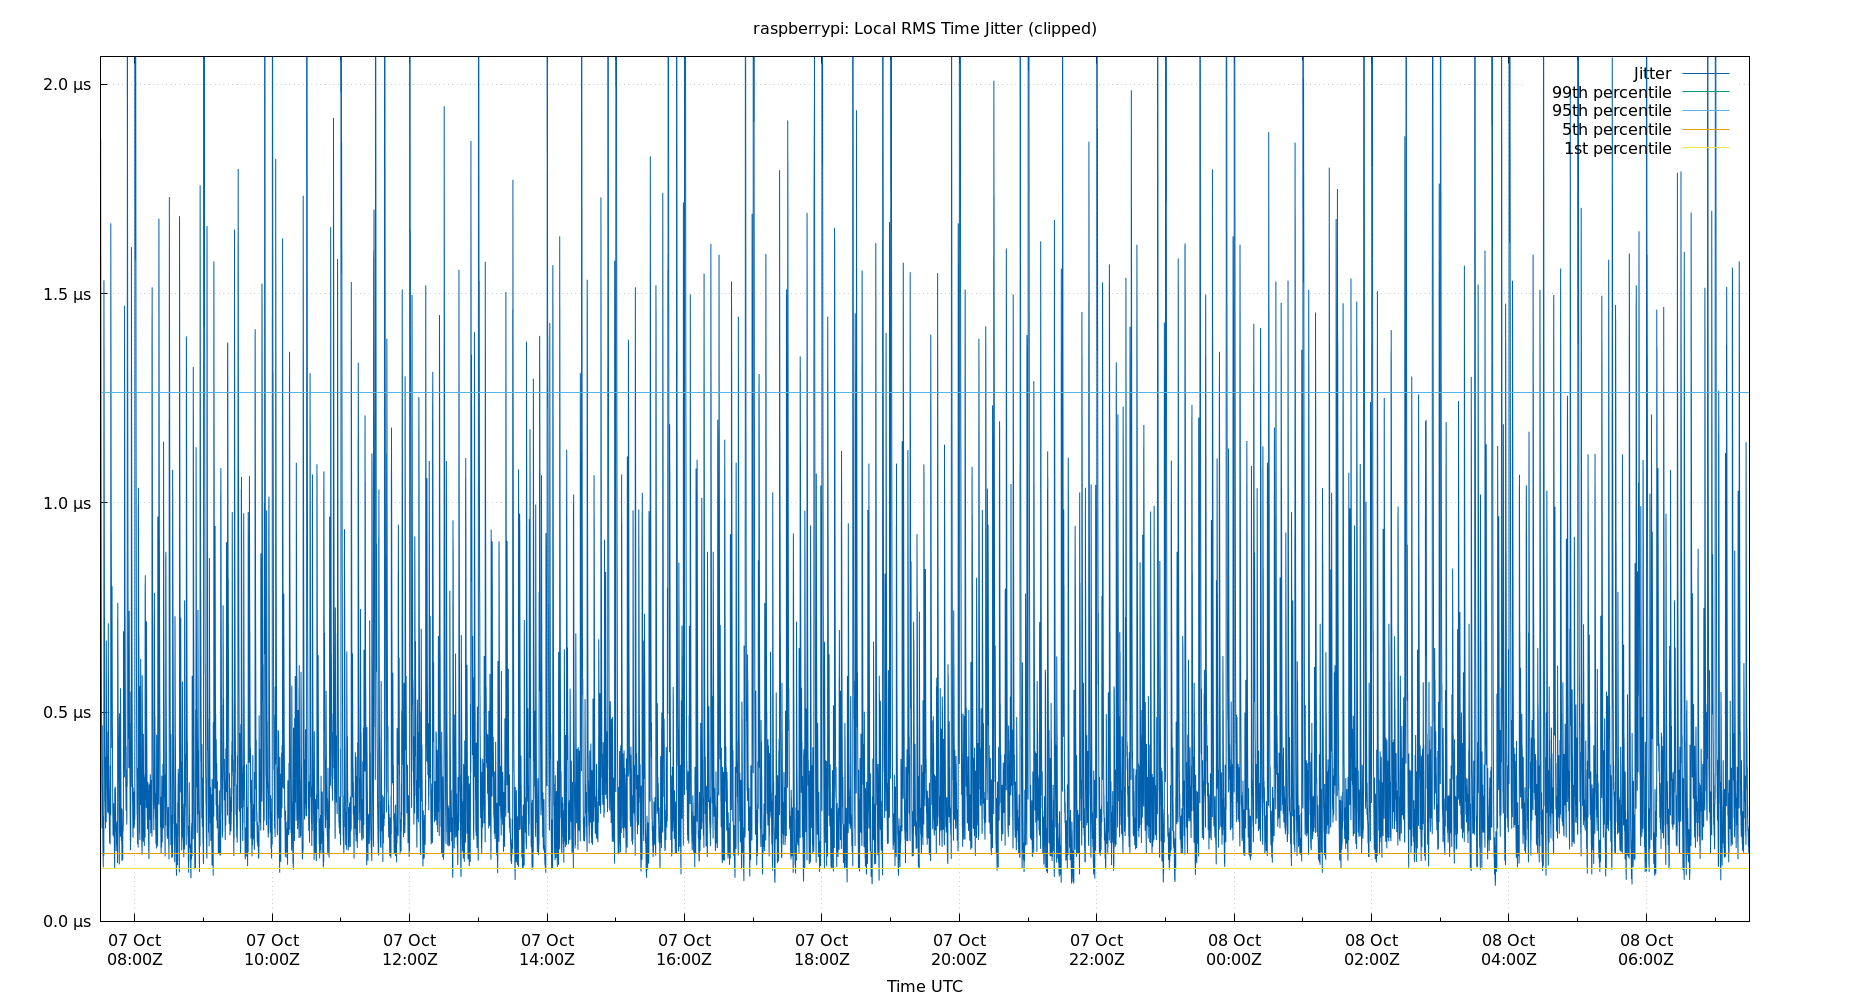 raspberrypi: Local RMS Time Jitter (clipped)
Jitter
99th percentile
95th percentile
5th percentile
1st percentile
2.0 µs
1.5 µs
1.0 µs
0.5 µs
0.0 µs
07 Oct 07 Oct 07 Oct 07 Oct 07 Oct 07 Oct 07 Oct 07 Oct 08 Oct 08 Oct 08 Oct 08 Oct
08:00Z 10:00Z 12:00Z 14:00Z 16:00Z 18:00Z 20:00Z 22:00Z 00:00Z 02:00Z 04:00Z 06:00Z
Time UTC